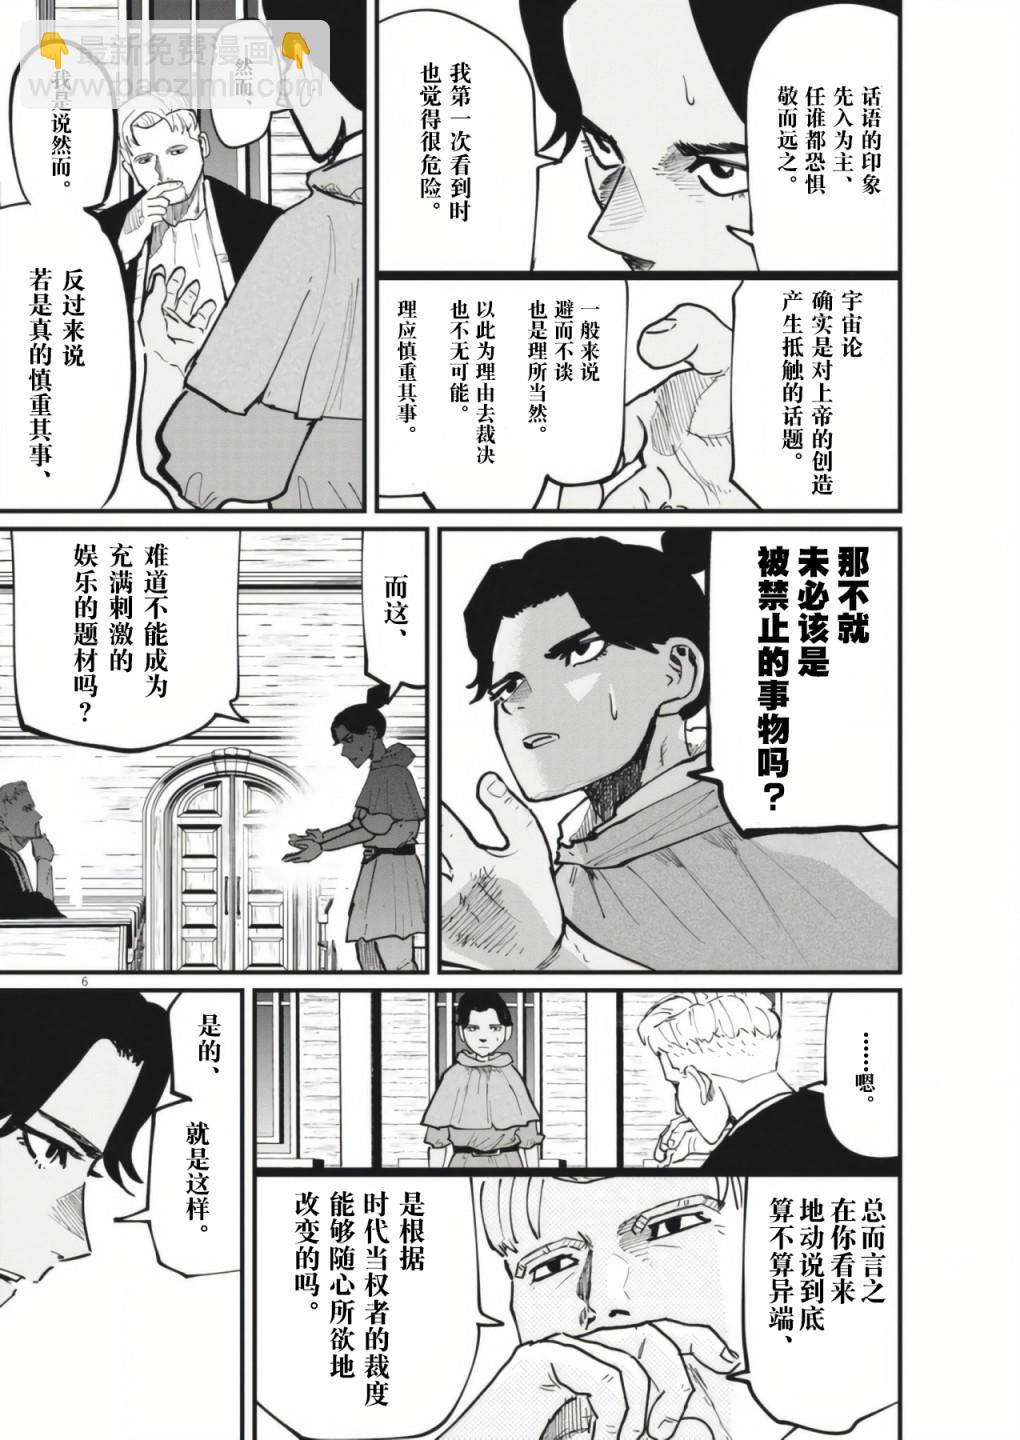 最新免费漫画
www.baozimh.com
话语的印象
先入为主、
任谁都恐惧
敬而远之。
我第一次看到时
也觉得很危险。
宇宙论
确实是对上帝的创造
产生抵触的话题。
一般来说
避而不谈
也是理所当然。
以此为理由去裁决
也不无可能。
理应慎重其事。
然而、
我是说然而。
反过来说
若是真的慎重其事、
那不就
未必该是
被禁止的事物吗？
而这、
难道不能成为
充满刺激的
娱乐的题材吗？
6
……嗯。
总而言之
在你看来
地动说到底
算不算异端、
是根据
时代当权者的裁度
能够随心所欲地
改变的吗。
是的、
就是这样。